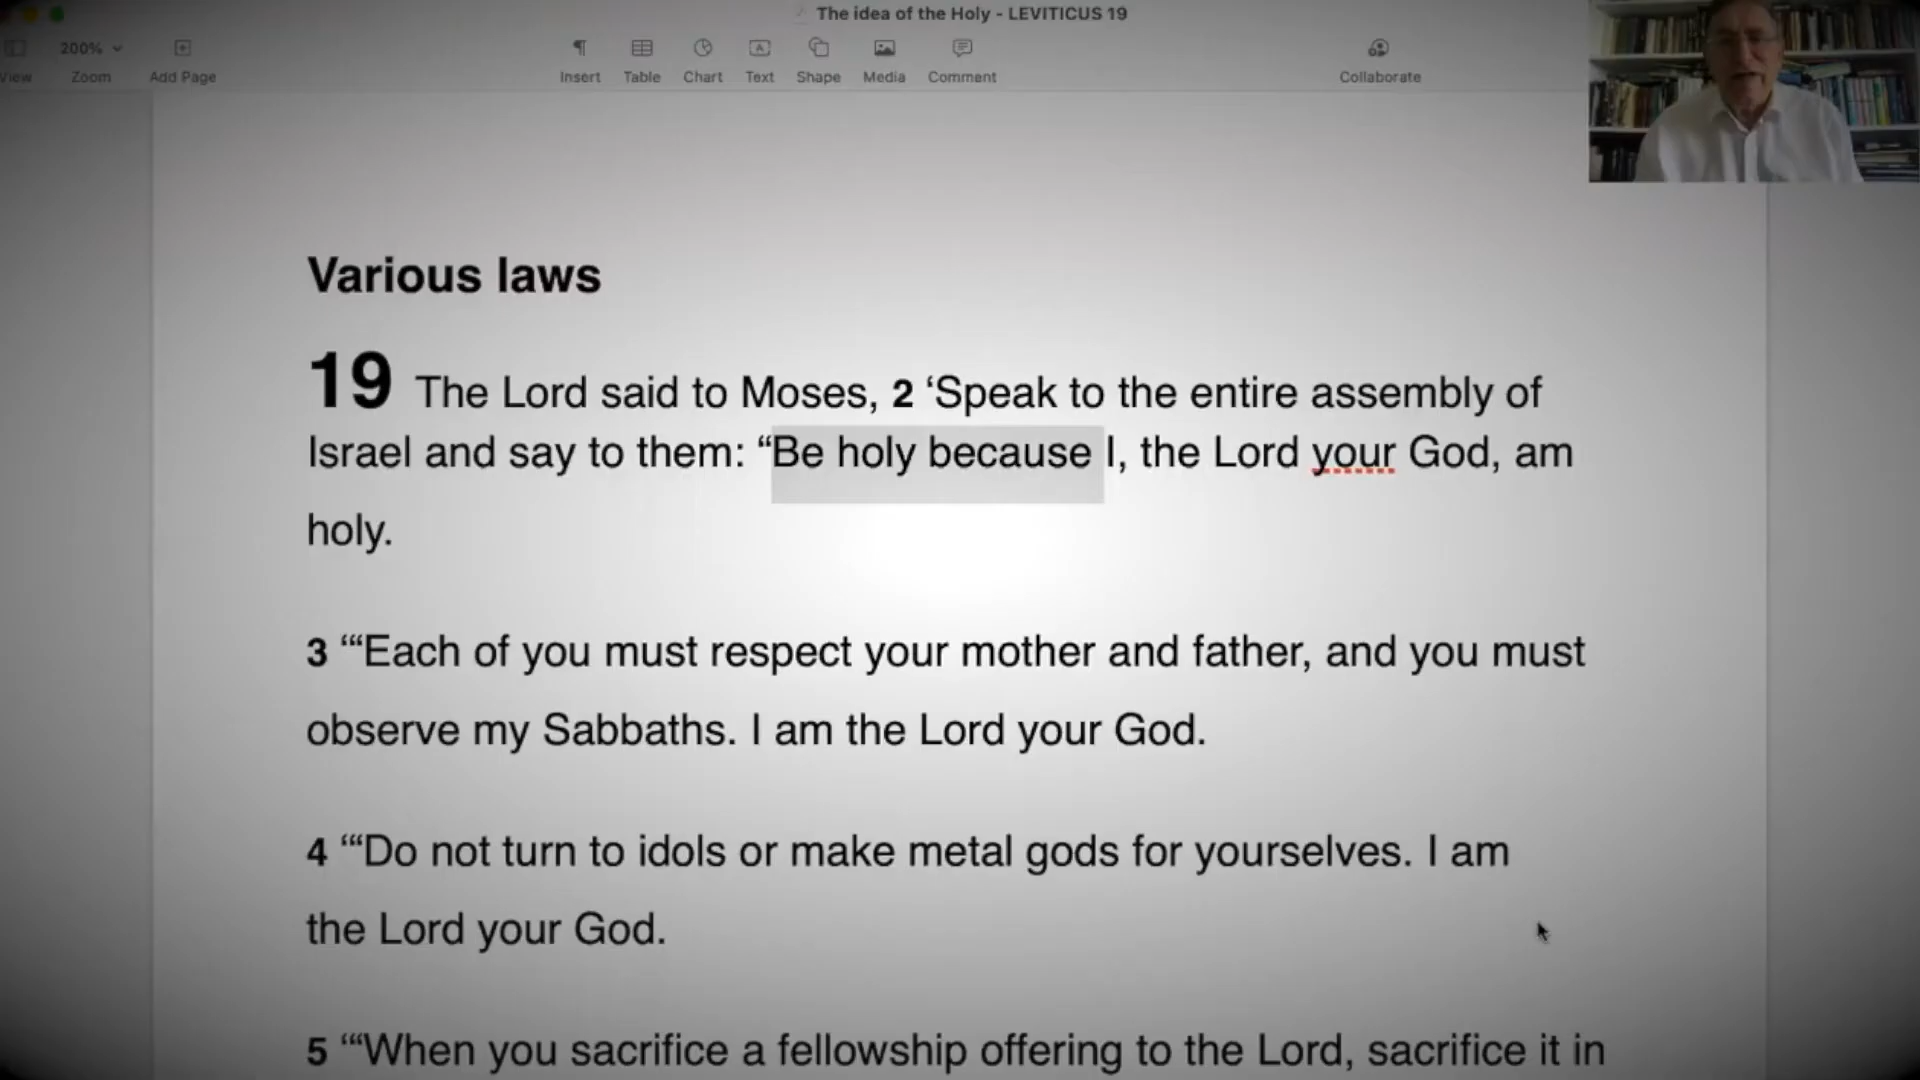 The idea of the Holy - LEVITICUS 19
200%
View Zoom Add Page Insert Table Chart Text Shape Media Comment Collaborate
Various laws
19 The Lord said to Moses, 2 ‘Speak to the entire assembly of
Israel and say to them: “Be holy because I, the Lord your God, am
holy.
3 “‘Each of you must respect your mother and father, and you must
observe my Sabbaths. I am the Lord your God.
4 “‘Do not turn to idols or make metal gods for yourselves. I am
the Lord your God.
5 “‘When you sacrifice a fellowship offering to the Lord, sacrifice it in